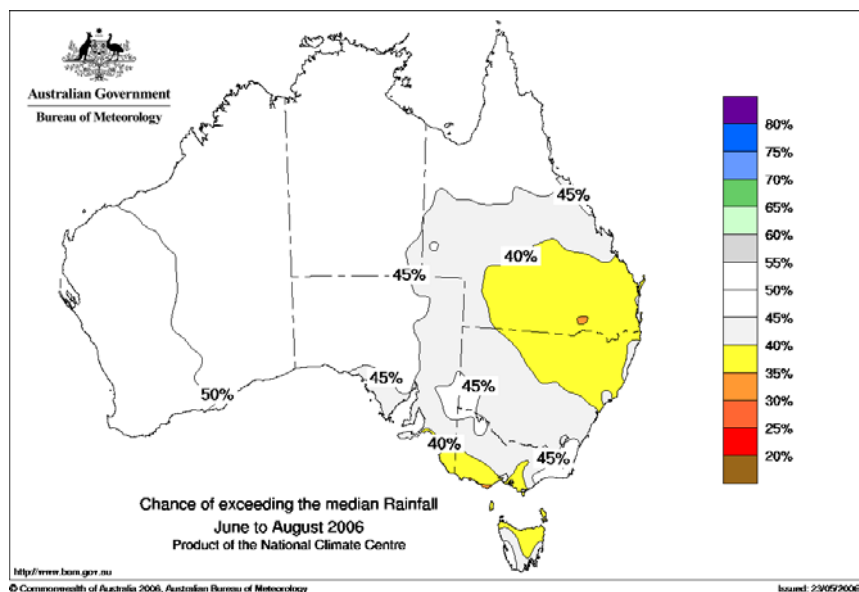 Australian Government
Bureau of Meteorology
80%
75%
70%
65%
60%
55%
50%
45%
40%
35%
30%
25%
20%
45%
40%
45%
50%
45%
45%
40%
45%
Chance of exceeding the median Rainfall
June to August 2006
Product of the National Climate Centre
http://www.bom.gov.au
© Commonwealth of Australia 2006, Australian Bureau of Meteorology
Issued: 23/05/2006